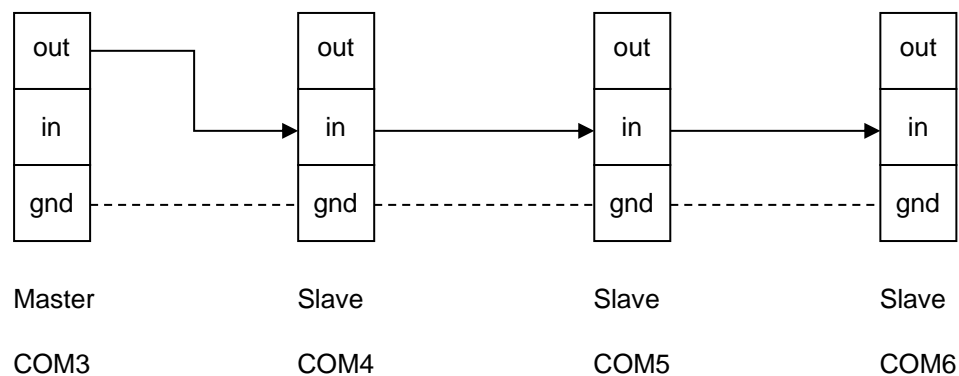 out out out out
in in in in
gnd gnd gnd gnd
Master Slave Slave Slave
COM3 COM4 COM5 COM6